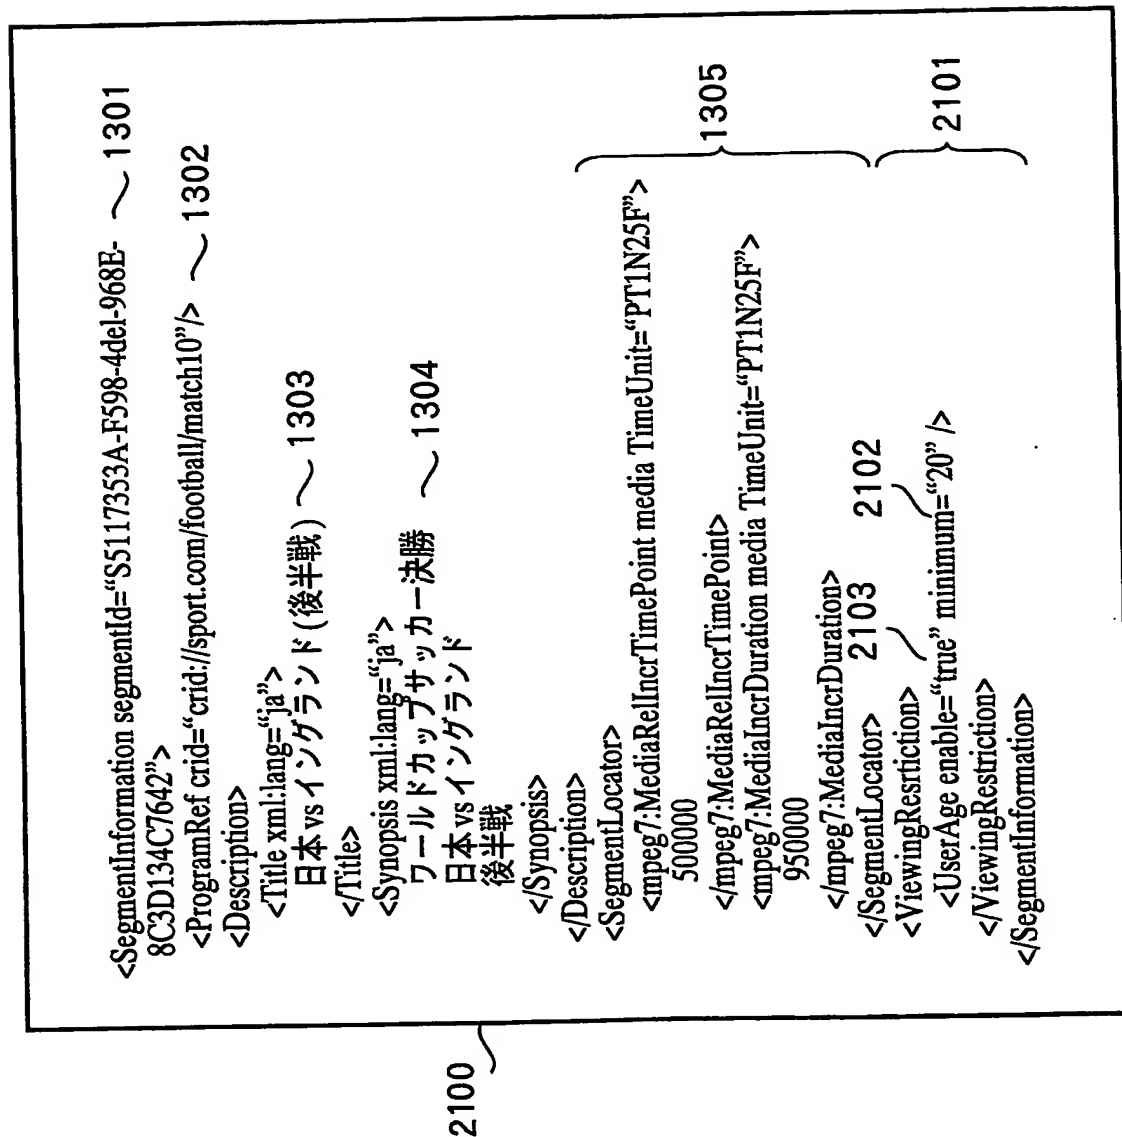 <SegmentInformation segmentId=“S5117353A-F598-4del-968E- ～1301
8C3D134C7642”>
<ProgramRef crid=“crid://sport.com/football/match10”/> ～1302
<Description>
<Title xml:lang=“ja”>
日本 vs イングランド (後半戦) ～1303
</Title>
<Synopsis xml:lang=“ja”>
ワールドカップサッカー決勝 ～1304
日本 vs イングランド
後半戦
</Synopsis>
</Description>
<SegmentLocator>
<mpeg7:MediaRelIncrTimePoint media TimeUnit=“PT1N25F”>
500000
</mpeg7:MediaRelIncrTimePoint>
<mpeg7:MediaIncrDuration media TimeUnit=“PT1N25F”>
950000
</mpeg7:MediaIncrDuration>
</SegmentLocator>
1305
<ViewingResrtiction>
<UserAge enable=“true” minimum=“20” />
2103
2102
</ViewingRestriction>
</SegmentInformation>
2101
2100